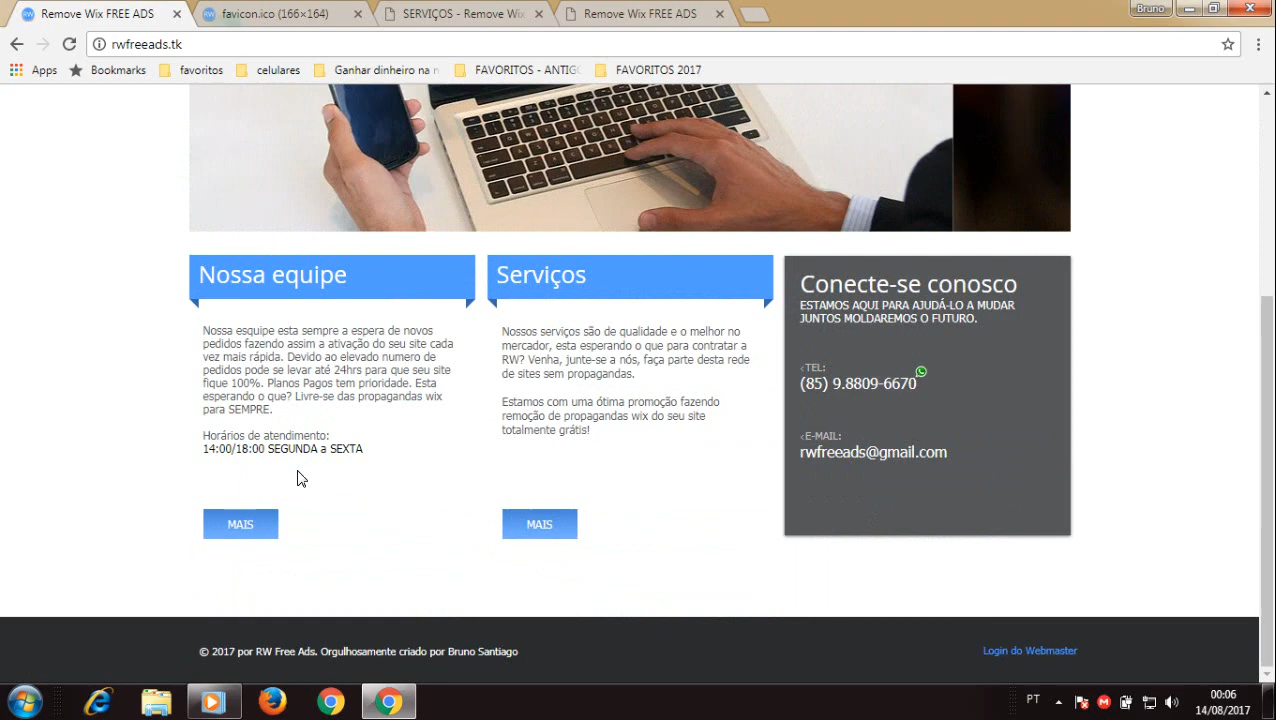 Remove Wix FREE ADS
favicon.ico (166×164)
SERVIÇOS - Remove Wix
Remove Wix FREE ADS
Bruno
rwfreeads.tk
Apps
Bookmarks
favoritos
celulares
Ganhar dinheiro na
FAVORITOS - ANTIG
FAVORITOS 2017
Nossa equipe
Nossa esquipe esta sempre a espera de novos
pedidos fazendo assim a ativação do seu site cada
vez mais rápida. Devido ao elevado numero de
pedidos pode se levar até 24hrs para que seu site
fique 100%. Planos Pagos tem prioridade. Esta
esperando o que? Livre-se das propagandas wix
para SEMPRE.
Horários de atendimento:
14:00/18:00 SEGUNDA a SEXTA
MAIS
Serviços
Nossos serviços são de qualidade e o melhor no
mercador, esta esperando o que para contratar a
RW? Venha, junte-se a nós, faça parte desta rede
de sites sem propagandas.
Estamos com uma ótima promoção fazendo
remoção de propagandas wix do seu site
totalmente grátis!
MAIS
Conecte-se conosco
ESTAMOS AQUI PARA AJUDÁ-LO A MUDAR
JUNTOS MOLDAREMOS O FUTURO.
‹TEL:
(85) 9.8809-6670
‹E-MAIL:
rwfreeads@gmail.com
© 2017 por RW Free Ads. Orgulhosamente criado por Bruno Santiago
Login do Webmaster
PT
00:06
14/08/2017